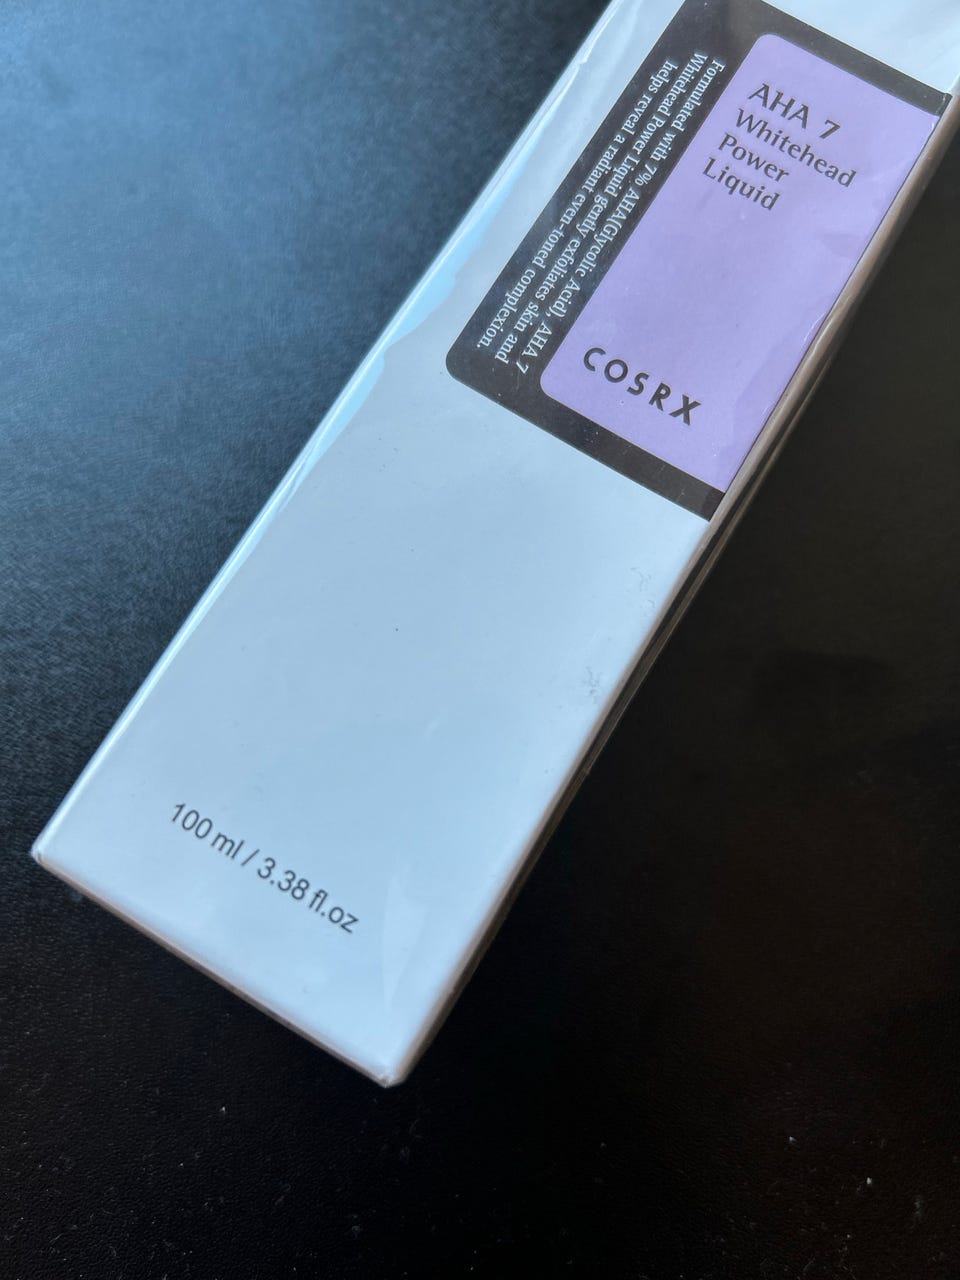 AHA 7
Whitehead
Power
Liquid
COSRX
Formulated with 7% AHA(Glycolic Acid), AHA 7
Whitehead Power Liquid gently exfoliates skin and
helps reveal a radiant even-toned complexion.
100 ml / 3.38 fl.oz